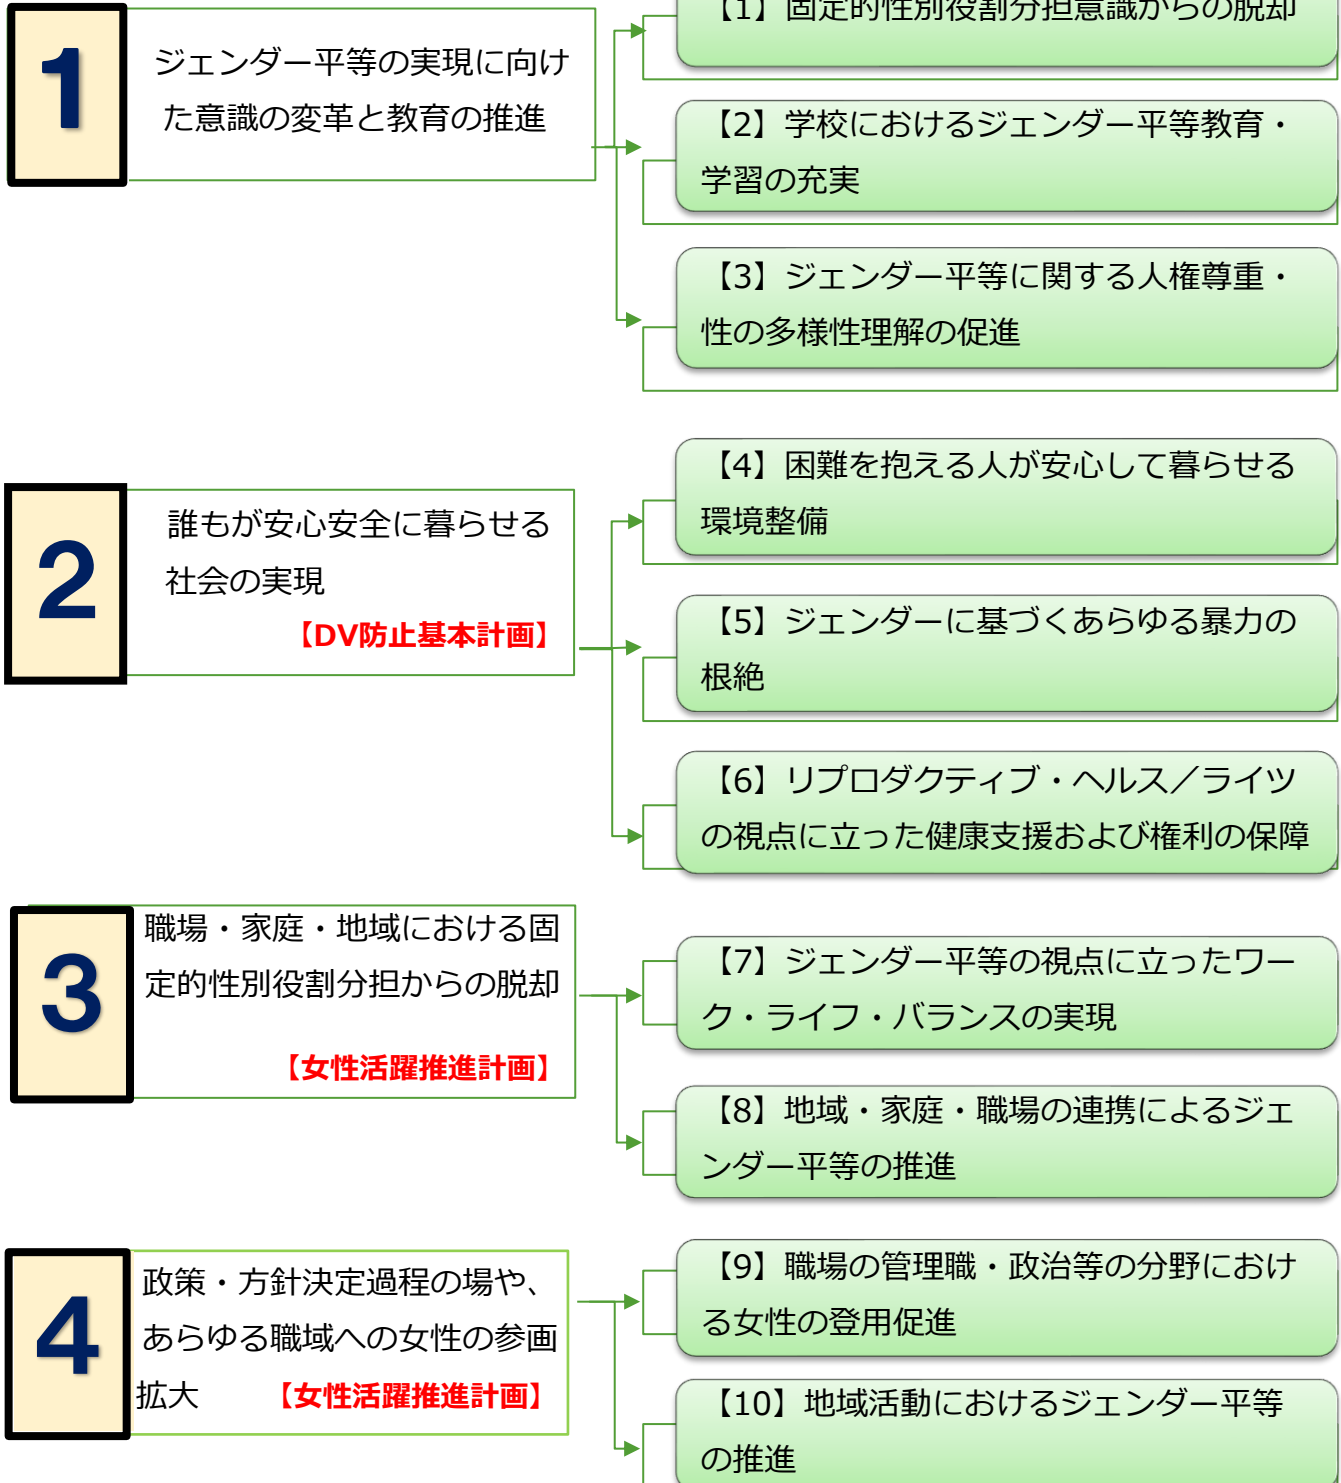 1
ジェンダー平等の実現に向け
た意識の変革と教育の推進
【1】固定的性別役割分担意識からの脱却
【2】学校におけるジェンダー平等教育・
学習の充実
【3】ジェンダー平等に関する人権尊重・
性の多様性理解の促進
2
誰もが安心安全に暮らせる
社会の実現
【DV防止基本計画】
【4】困難を抱える人が安心して暮らせる
環境整備
【5】ジェンダーに基づくあらゆる暴力の
根絶
【6】リプロダクティブ・ヘルス／ライツ
の視点に立った健康支援および権利の保障
3
職場・家庭・地域における固
定的性別役割分担からの脱却
【女性活躍推進計画】
【7】ジェンダー平等の視点に立ったワー
ク・ライフ・バランスの実現
【8】地域・家庭・職場の連携によるジェ
ンダー平等の推進
4
政策・方針決定過程の場や、
あらゆる職域への女性の参画
拡大 【女性活躍推進計画】
【9】職場の管理職・政治等の分野におけ
る女性の登用促進
【10】地域活動におけるジェンダー平等
の推進